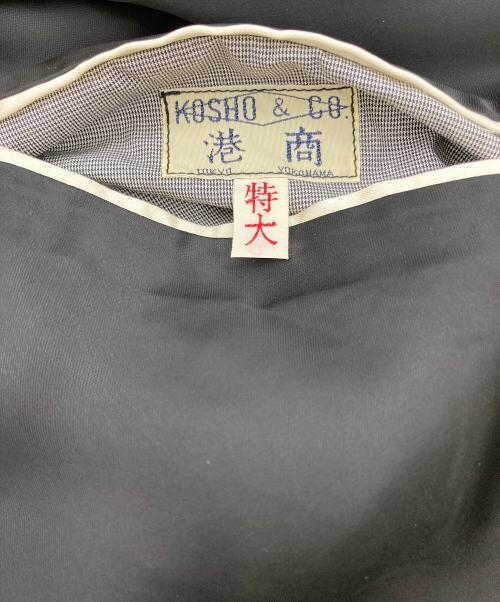 KOSHO & CO.
港 商
TOKYO YOKOHAMA
特
大